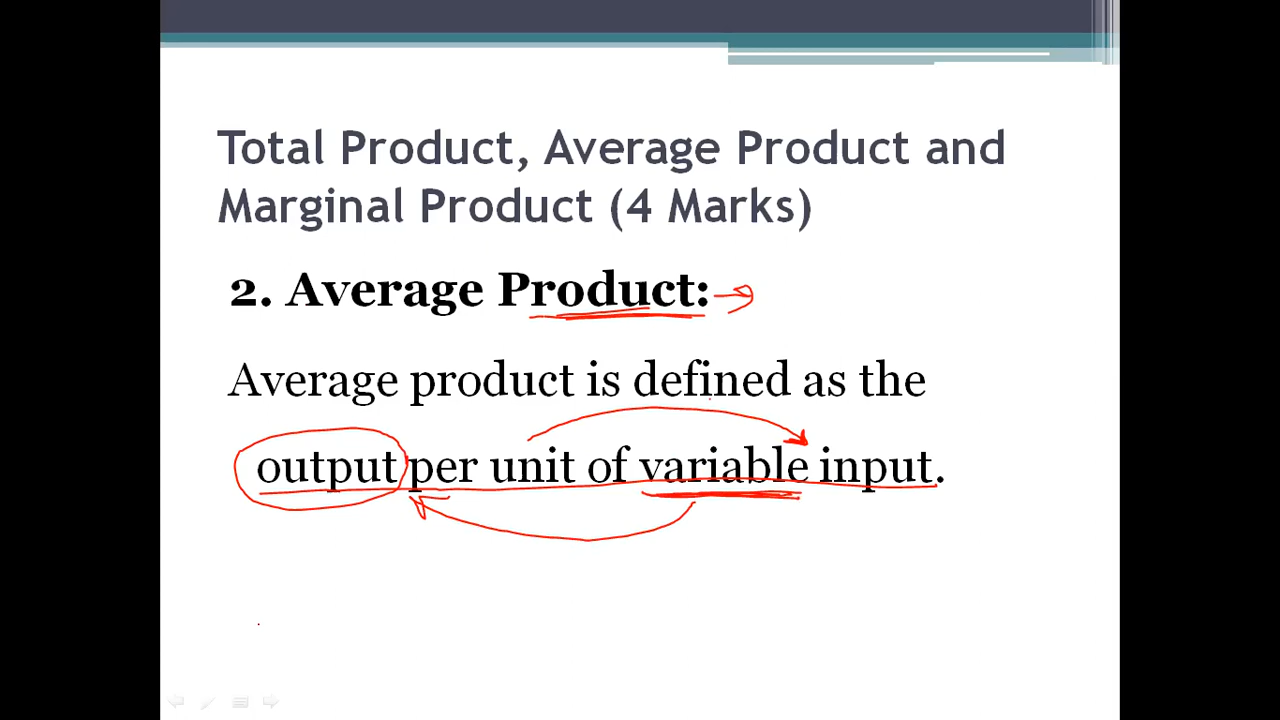 Total Product, Average Product and
Marginal Product (4 Marks)
2. Average Product:
Average product is defined as the
output per unit of variable input.